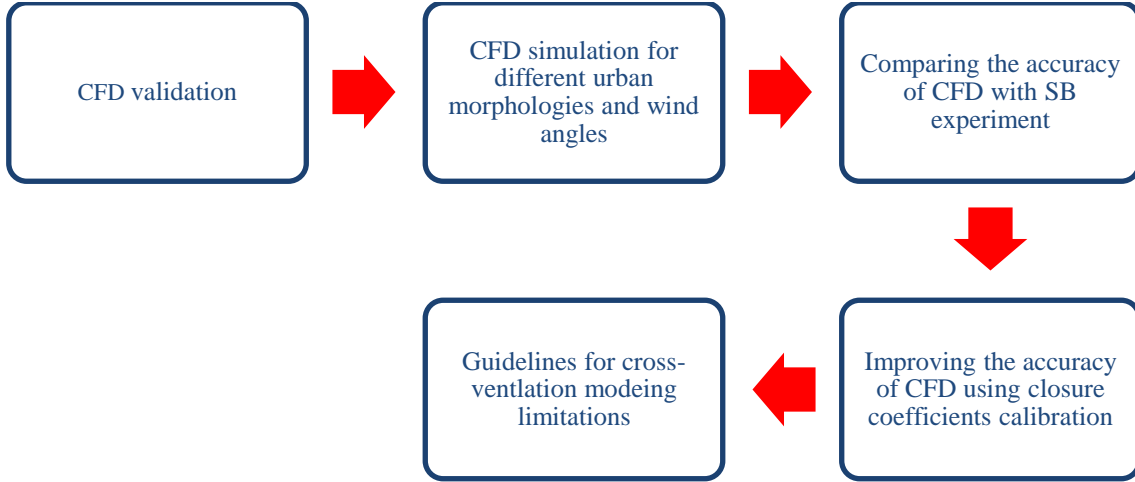 CFD validation
CFD simulation for
different urban
morphologies and wind
angles
Comparing the accuracy
of CFD with SB
experiment
Improving the accuracy
of CFD using closure
coefficients calibration
Guidelines for cross-
ventlation modeing
limitations